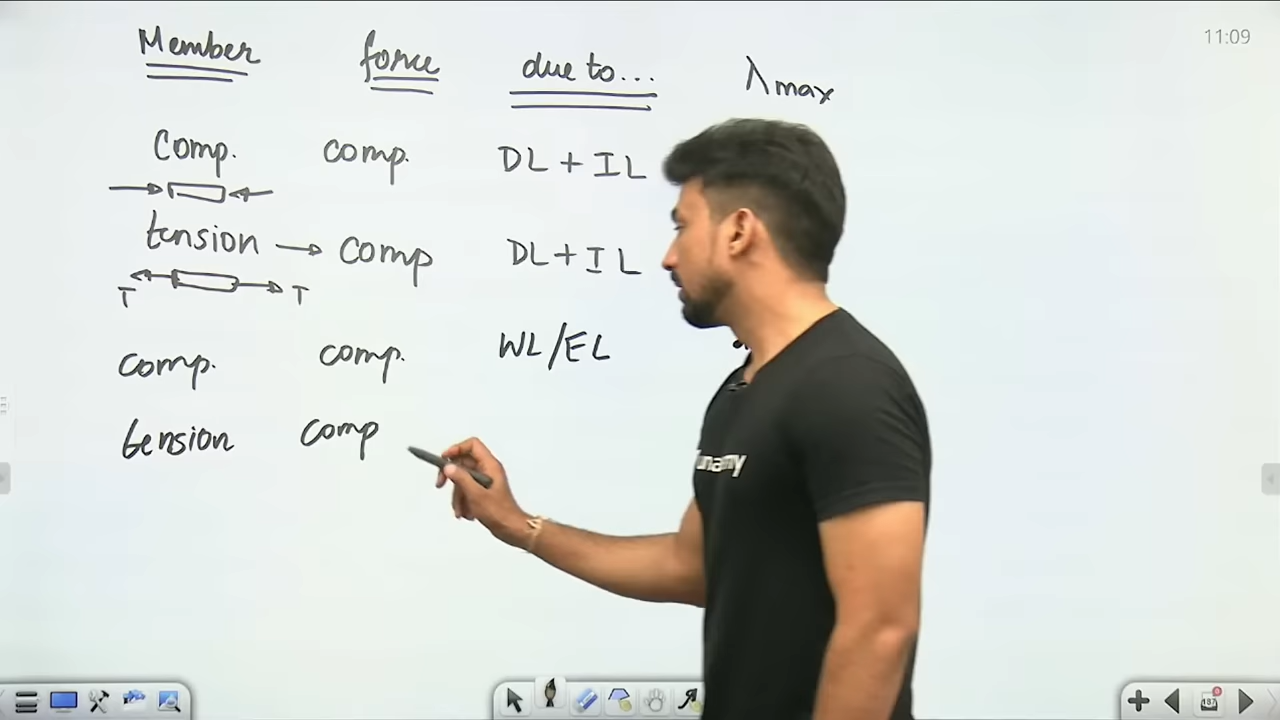 11:09
Member force due to... λmax
Comp. comp. DL + IL
tension → comp DL + IL
T T
comp. comp. WL/EL
tension comp